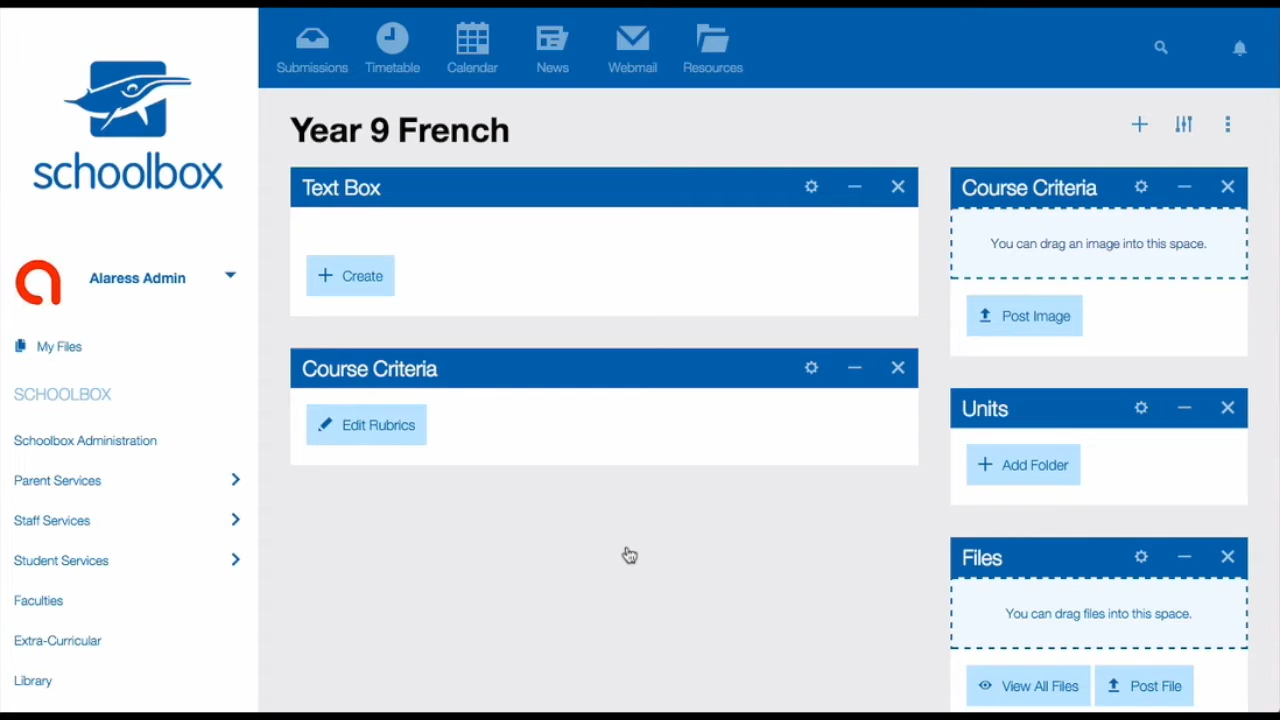 schoolbox
Alaress Admin
My Files
SCHOOLBOX
Schoolbox Administration
Parent Services
Staff Services
Student Services
Faculties
Extra-Curricular
Library
Submissions
Timetable
Calendar
News
Webmail
Resources
Year 9 French
Text Box
Create
Course Criteria
Edit Rubrics
Course Criteria
You can drag an image into this space.
Post Image
Units
Add Folder
Files
You can drag files into this space.
View All Files
Post File